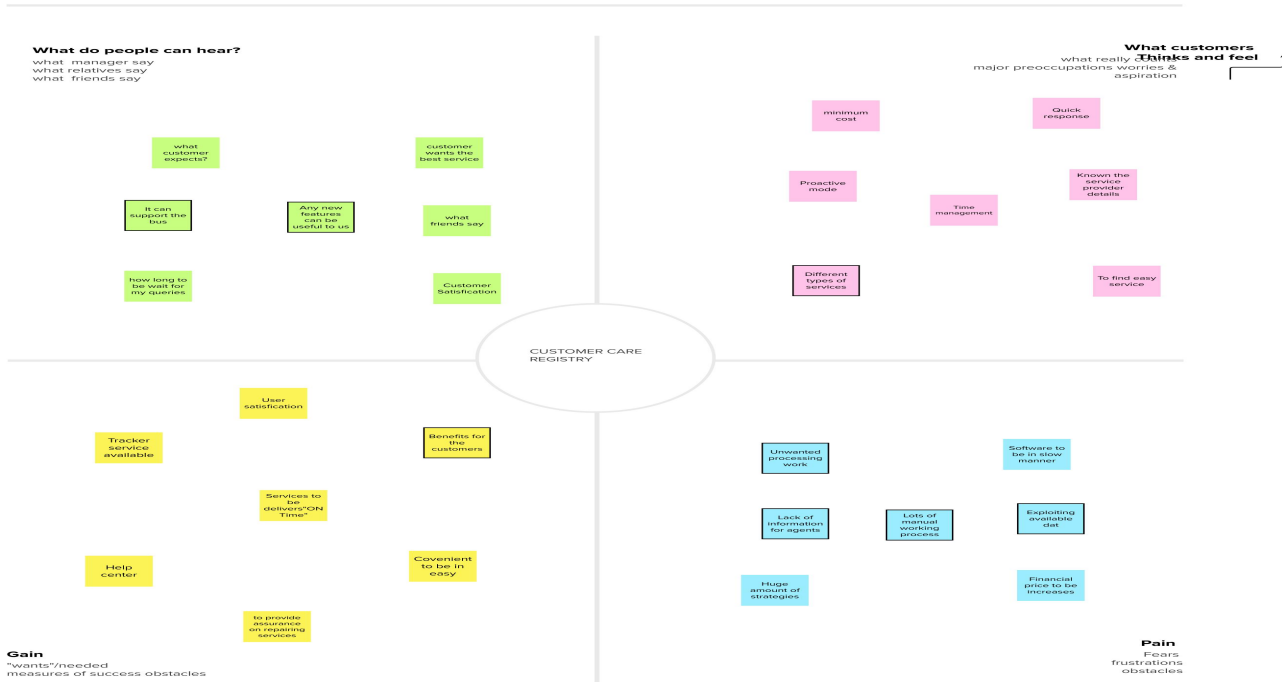 What do people can hear?
what manager say
what relatives say
what friends say
What customers
Thinks and feel
what really counts
major preoccupations worries &
aspiration
what
customer
expects?
customer
wants the
best service
It can
support the
bus
Any new
features
can be
useful to us
what
friends say
how long to
be wait for
my queries
Customer
Satisfication
minimum
cost
Quick
response
Proactive
mode
Known the
service
provider
details
Time
management
Different
types of
services
To find easy
service
CUSTOMER CARE
REGISTRY
User
satisfication
Tracker
service
available
Benefits for
the
customers
Services to
be
delivers"ON
Time"
Help
center
Covenient
to be in
easy
to provide
assurance
on repairing
services
Gain
"wants"/needed
measures of success obstacles
Unwanted
processing
work
Software to
be in slow
manner
Lack of
information
for agents
Lots of
manual
working
process
Exploiting
available
dat
Huge
amount of
strategies
Financial
price to be
increases
Pain
Fears
frustrations
obstacles